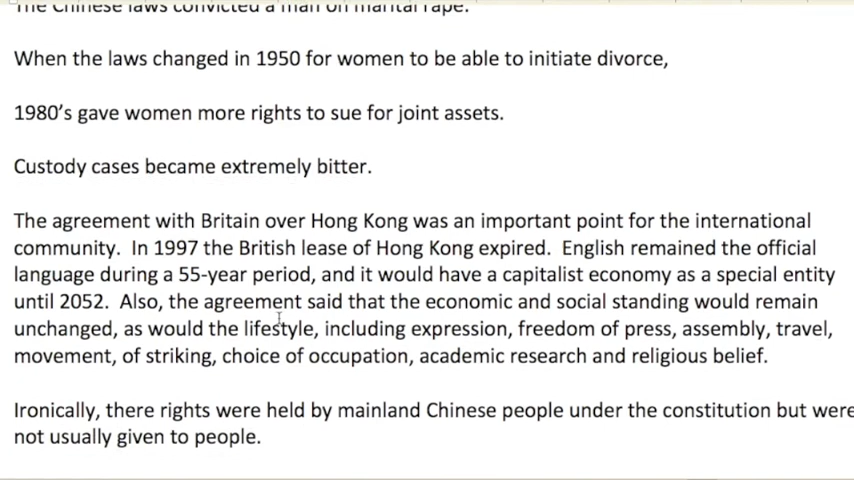 The Chinese laws convicted a man on marital rape.
When the laws changed in 1950 for women to be able to initiate divorce,
1980's gave women more rights to sue for joint assets.
Custody cases became extremely bitter.
The agreement with Britain over Hong Kong was an important point for the international
community.  In 1997 the British lease of Hong Kong expired.  English remained the official
language during a 55-year period, and it would have a capitalist economy as a special entity
until 2052.  Also, the agreement said that the economic and social standing would remain
unchanged, as would the lifestyle, including expression, freedom of press, assembly, travel,
movement, of striking, choice of occupation, academic research and religious belief.
Ironically, there rights were held by mainland Chinese people under the constitution but were
not usually given to people.